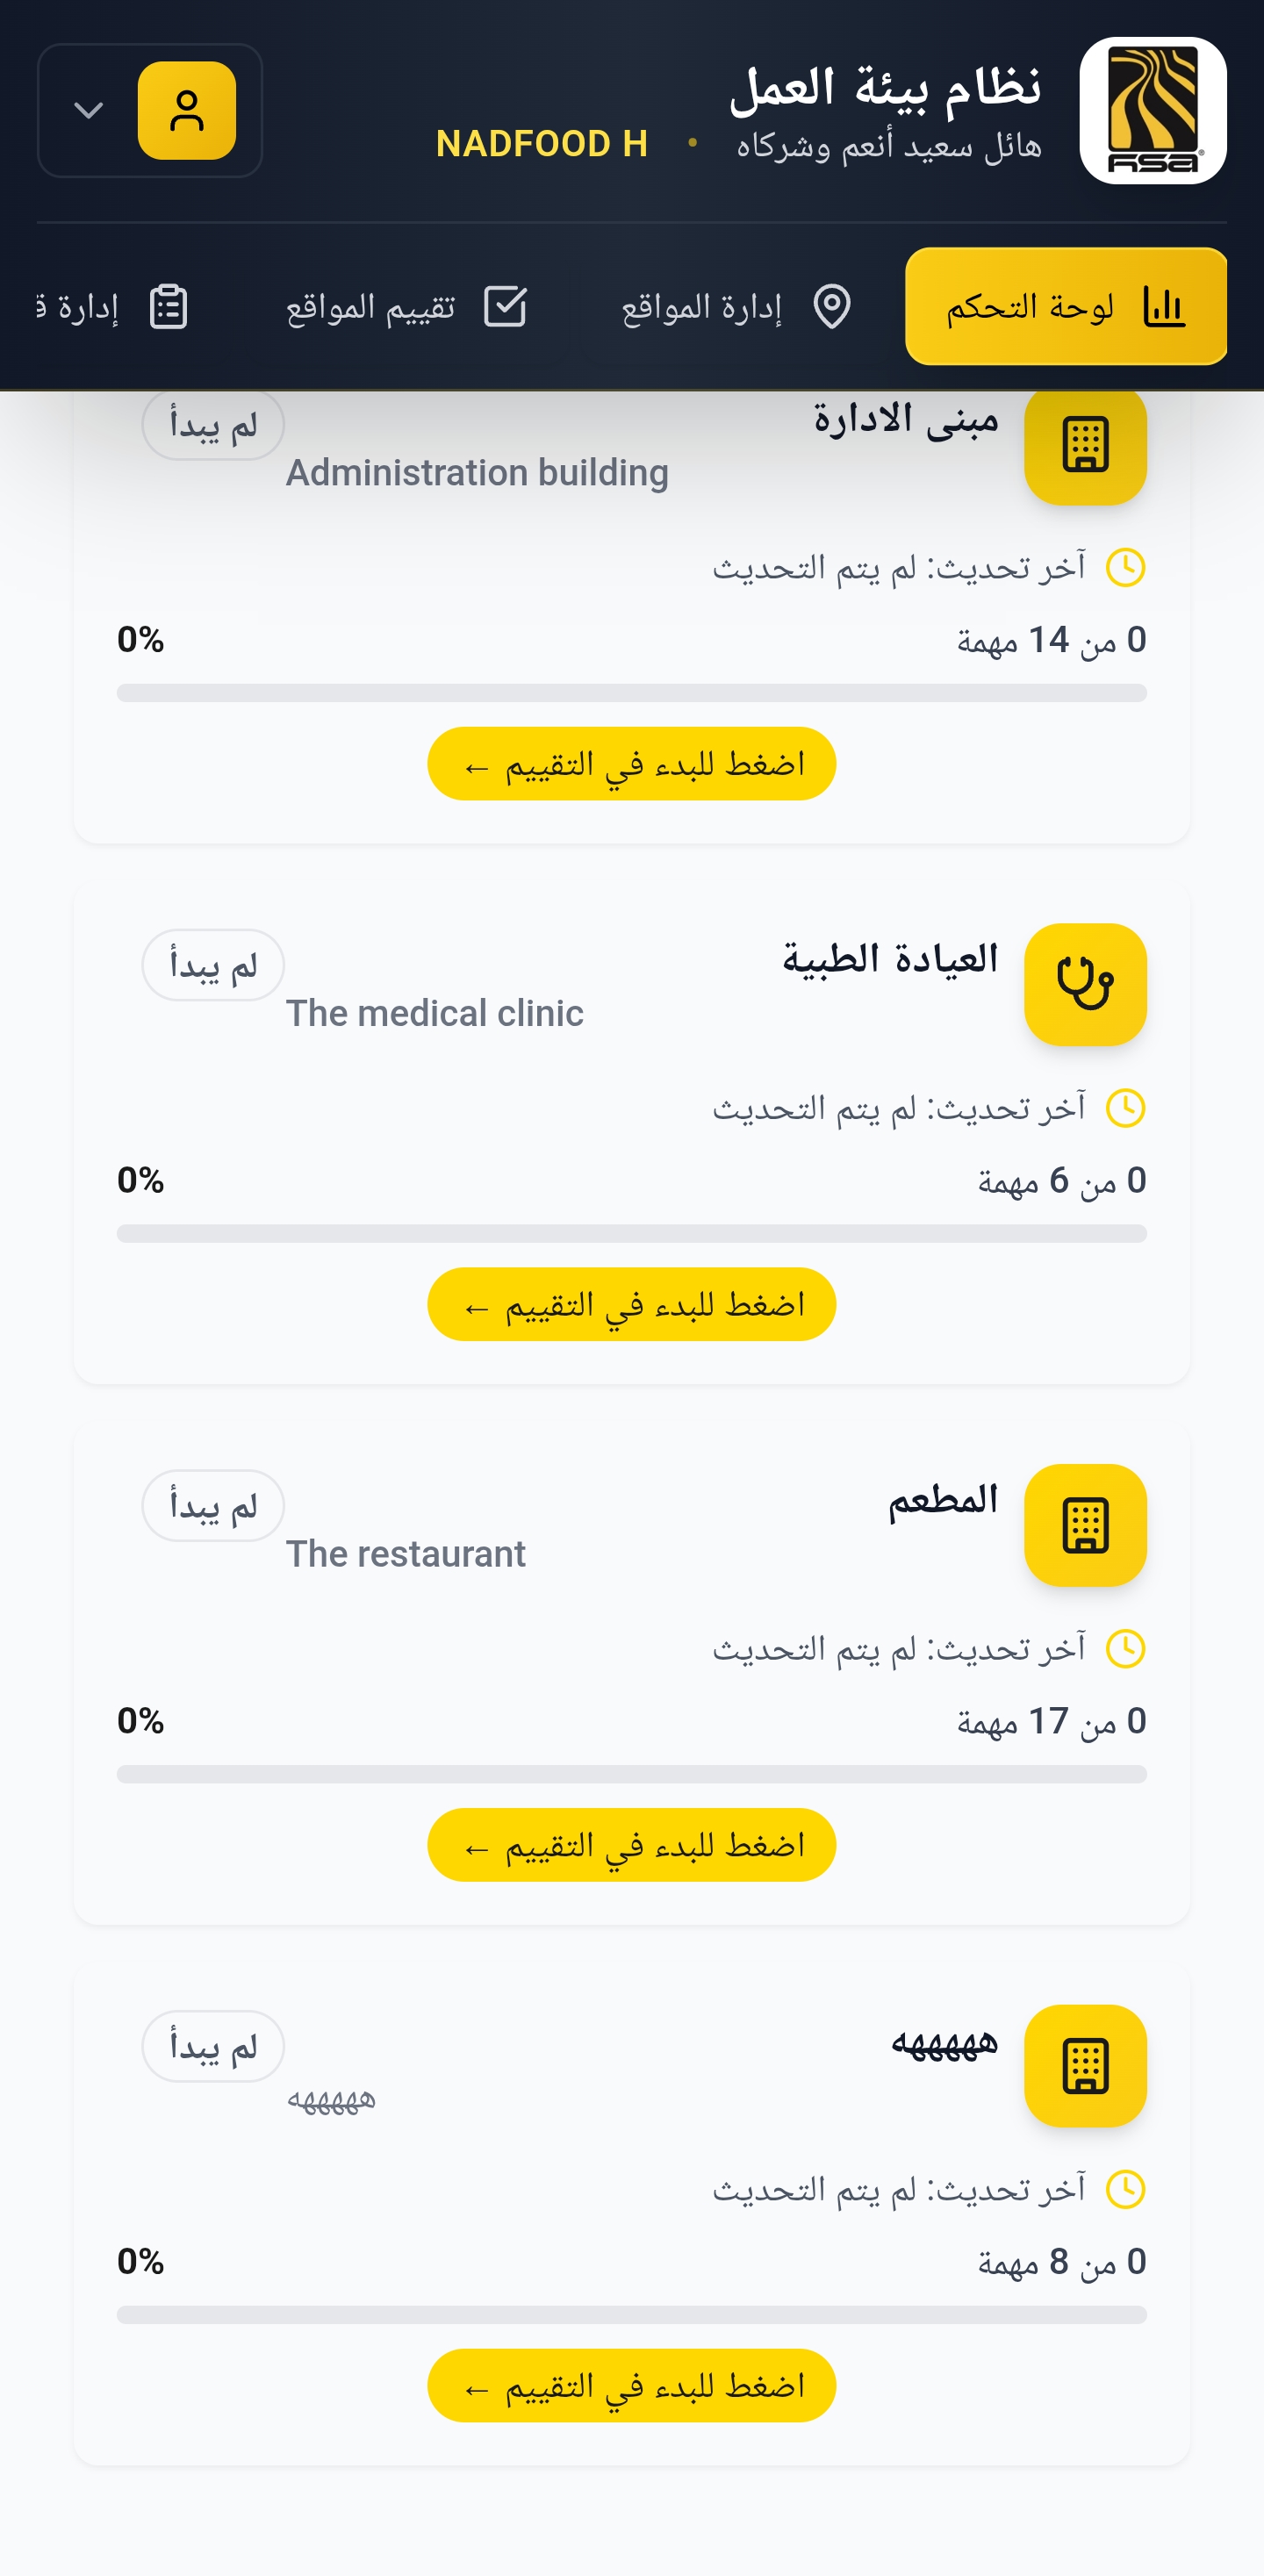 نظام بيئة العمل
هائل سعيد أنعم وشركاه • NADFOOD H
HSA
لوحة التحكم
إدارة المواقع
تقييم المواقع
إدارة
مبنى الادارة
لم يبدأ
Administration building
آخر تحديث: لم يتم التحديث
0 من 14 مهمة
0%
اضغط للبدء في التقييم ←
العيادة الطبية
لم يبدأ
The medical clinic
آخر تحديث: لم يتم التحديث
0 من 6 مهمة
0%
اضغط للبدء في التقييم ←
المطعم
لم يبدأ
The restaurant
آخر تحديث: لم يتم التحديث
0 من 17 مهمة
0%
اضغط للبدء في التقييم ←
هههههه
لم يبدأ
هههههه
آخر تحديث: لم يتم التحديث
0 من 8 مهمة
0%
اضغط للبدء في التقييم ←